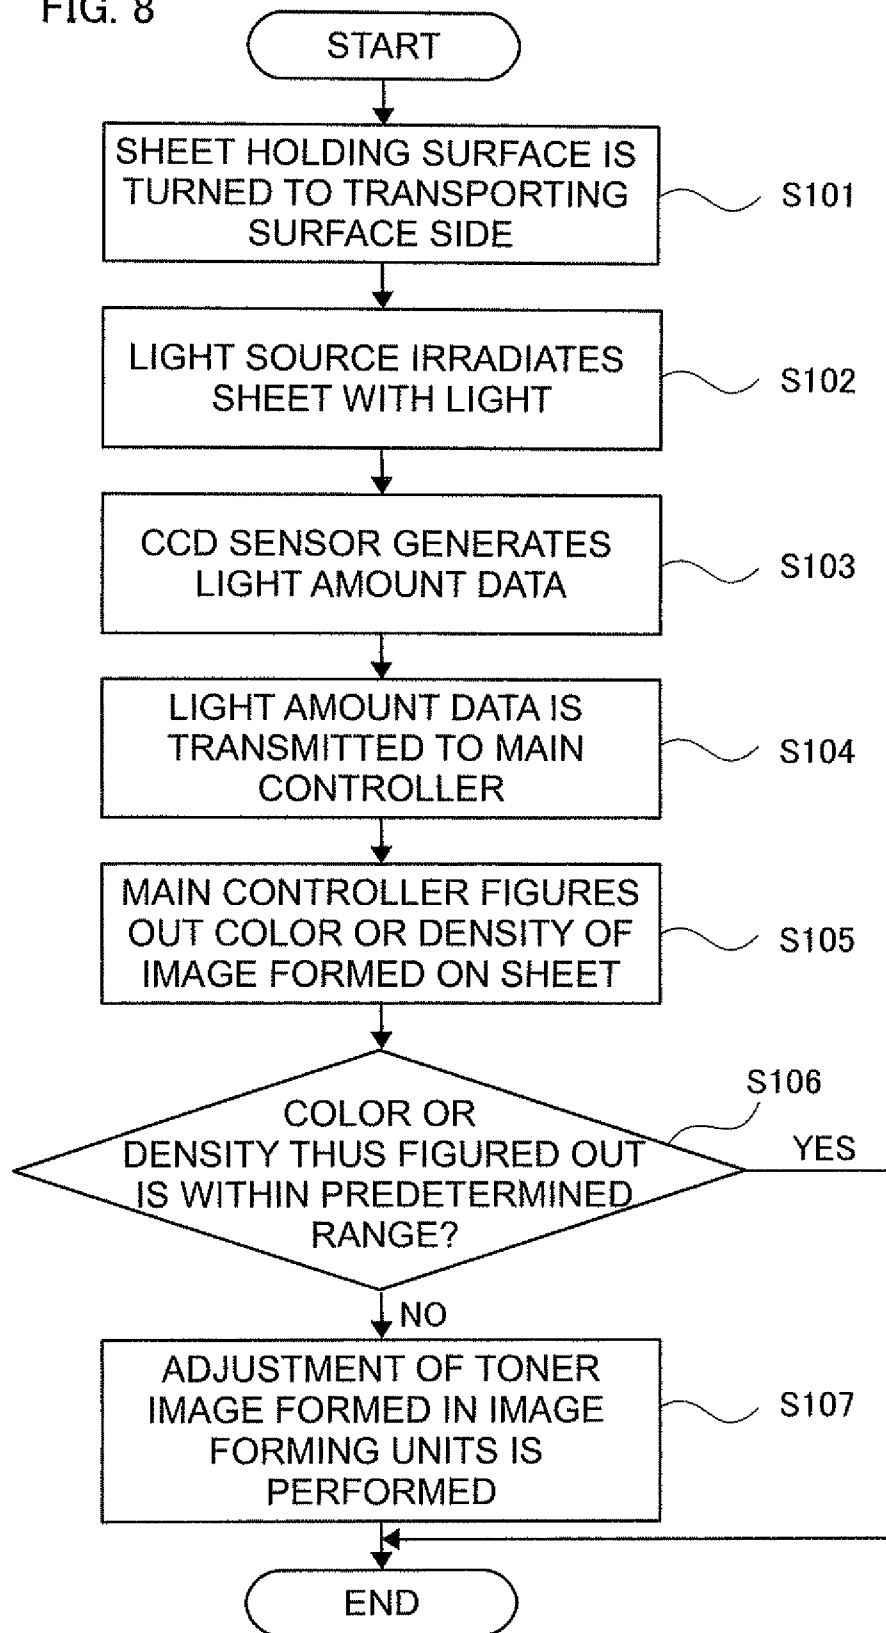 FIG. 8
START
SHEET HOLDING SURFACE IS
TURNED TO TRANSPORTING
SURFACE SIDE
S101
LIGHT SOURCE IRRADIATES
SHEET WITH LIGHT
S102
CCD SENSOR GENERATES
LIGHT AMOUNT DATA
S103
LIGHT AMOUNT DATA IS
TRANSMITTED TO MAIN
CONTROLLER
S104
MAIN CONTROLLER FIGURES
OUT COLOR OR DENSITY OF
IMAGE FORMED ON SHEET
S105
S106
COLOR OR
DENSITY THUS FIGURED OUT
IS WITHIN PREDETERMINED
RANGE?
YES
NO
ADJUSTMENT OF TONER
IMAGE FORMED IN IMAGE
FORMING UNITS IS
PERFORMED
S107
END